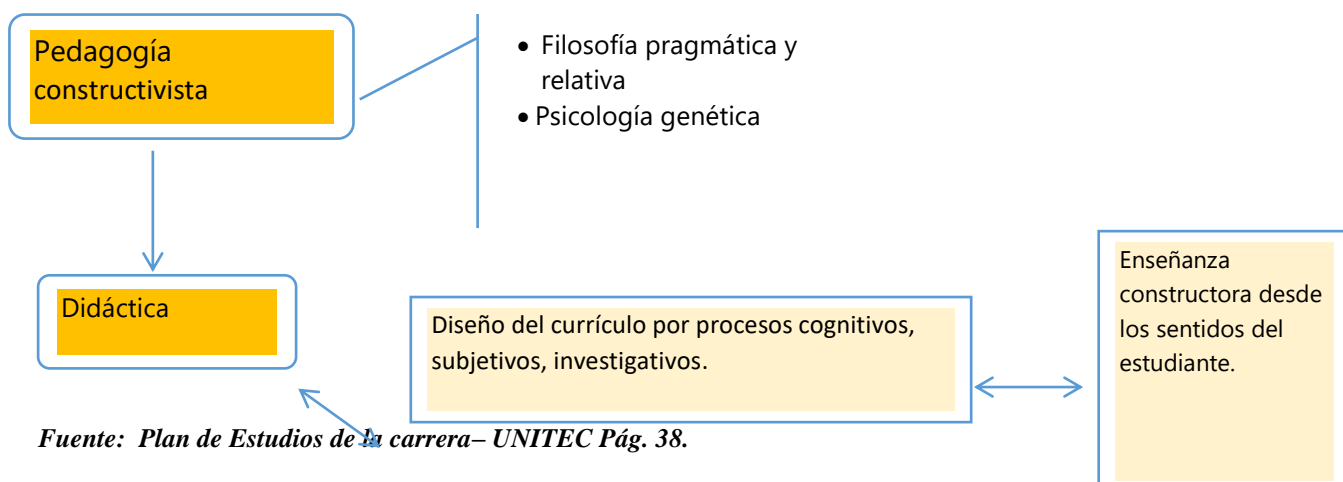 Pedagogía
constructivista
• Filosofía pragmática y
relativa
• Psicología genética
Didáctica
Diseño del currículo por procesos cognitivos,
subjetivos, investigativos.
Enseñanza
constructora desde
los sentidos del
estudiante.
Fuente: Plan de Estudios de la carrera– UNITEC Pág. 38.